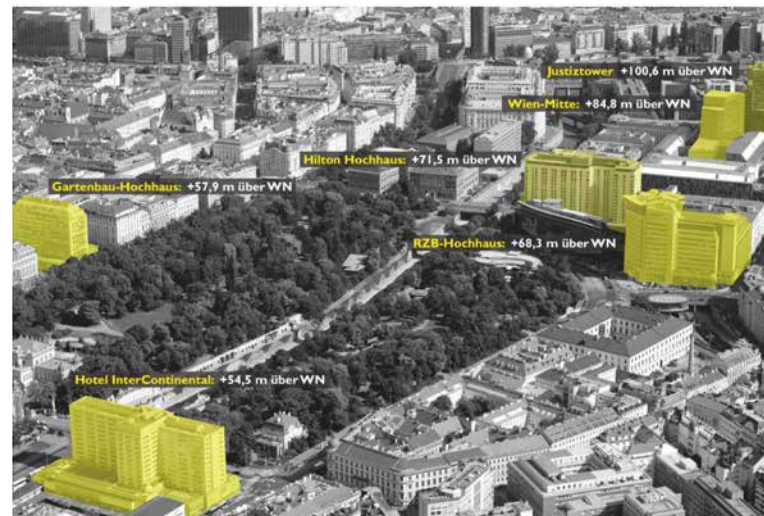 Justiztower +100,6 m über WN
Wien-Mitte: +84,8 m über WN
Hilton Hochhaus: +71,5 m über WN
Gartenbau-Hochhaus: +57,9 m über WN
RZB-Hochhaus: +68,3 m über WN
Hotel InterContinental: +54,5 m über WN